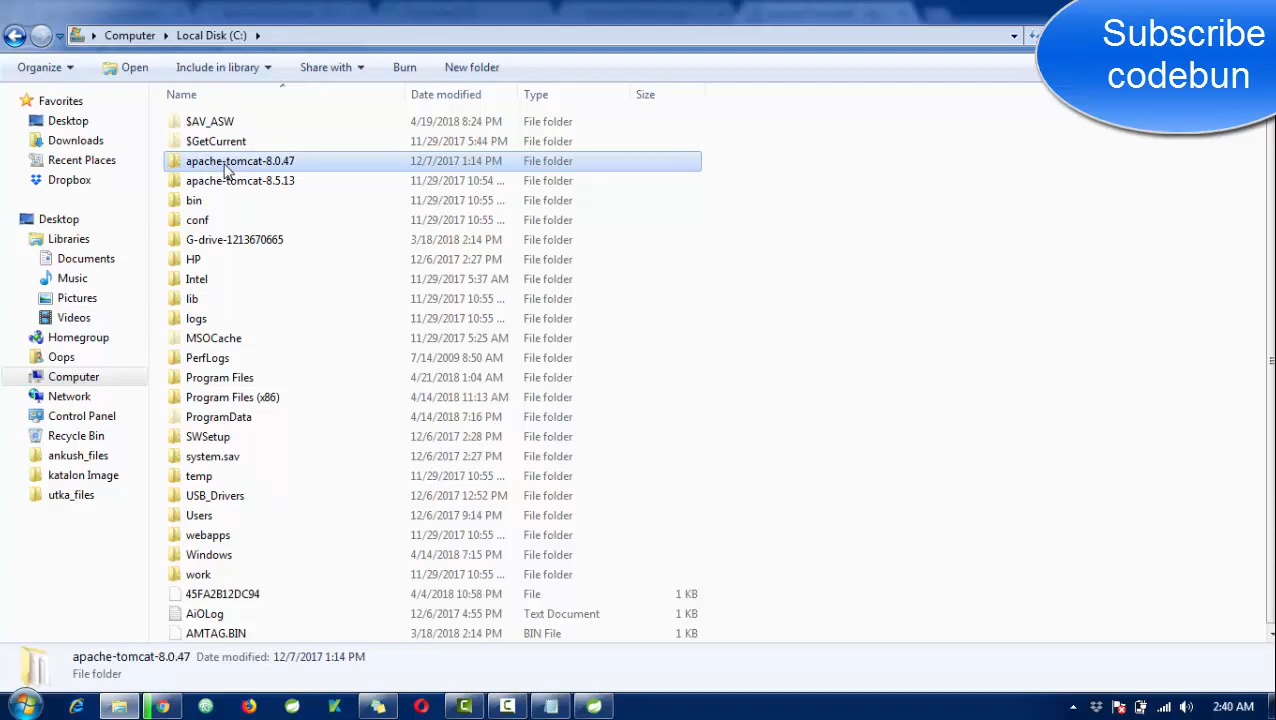 Computer ▸ Local Disk (C:) ▸
Subscribe
codebun
Organize Open Include in library Share with Burn New folder
Name Date modified Type Size
Favorites
Desktop
Downloads
Recent Places
Dropbox
Desktop
Libraries
Documents
Music
Pictures
Videos
Homegroup
Oops
Computer
Network
Control Panel
Recycle Bin
ankush_files
katalon Image
utka_files
$AV_ASW 4/19/2018 8:24 PM File folder
$GetCurrent 11/29/2017 5:44 PM File folder
apache-tomcat-8.0.47 12/7/2017 1:14 PM File folder
apache-tomcat-8.5.13 11/29/2017 10:54 ... File folder
bin 11/29/2017 10:55 ... File folder
conf 11/29/2017 10:55 ... File folder
G-drive-1213670665 3/18/2018 2:14 PM File folder
HP 12/6/2017 2:27 PM File folder
Intel 11/29/2017 5:37 AM File folder
lib 11/29/2017 10:55 ... File folder
logs 11/29/2017 10:55 ... File folder
MSOCache 11/29/2017 5:25 AM File folder
PerfLogs 7/14/2009 8:50 AM File folder
Program Files 4/21/2018 1:04 AM File folder
Program Files (x86) 4/14/2018 11:13 AM File folder
ProgramData 4/14/2018 7:16 PM File folder
SWSetup 12/6/2017 2:28 PM File folder
system.sav 12/6/2017 2:27 PM File folder
temp 11/29/2017 10:55 ... File folder
USB_Drivers 12/6/2017 12:52 PM File folder
Users 12/6/2017 9:14 PM File folder
webapps 11/29/2017 10:55 ... File folder
Windows 4/14/2018 7:15 PM File folder
work 11/29/2017 10:55 ... File folder
45FA2B12DC94 4/4/2018 10:58 PM File 1 KB
AiOLog 12/6/2017 4:55 PM Text Document 1 KB
AMTAG.BIN 3/18/2018 2:14 PM BIN File 1 KB
apache-tomcat-8.0.47 Date modified: 12/7/2017 1:14 PM
File folder
2:40 AM